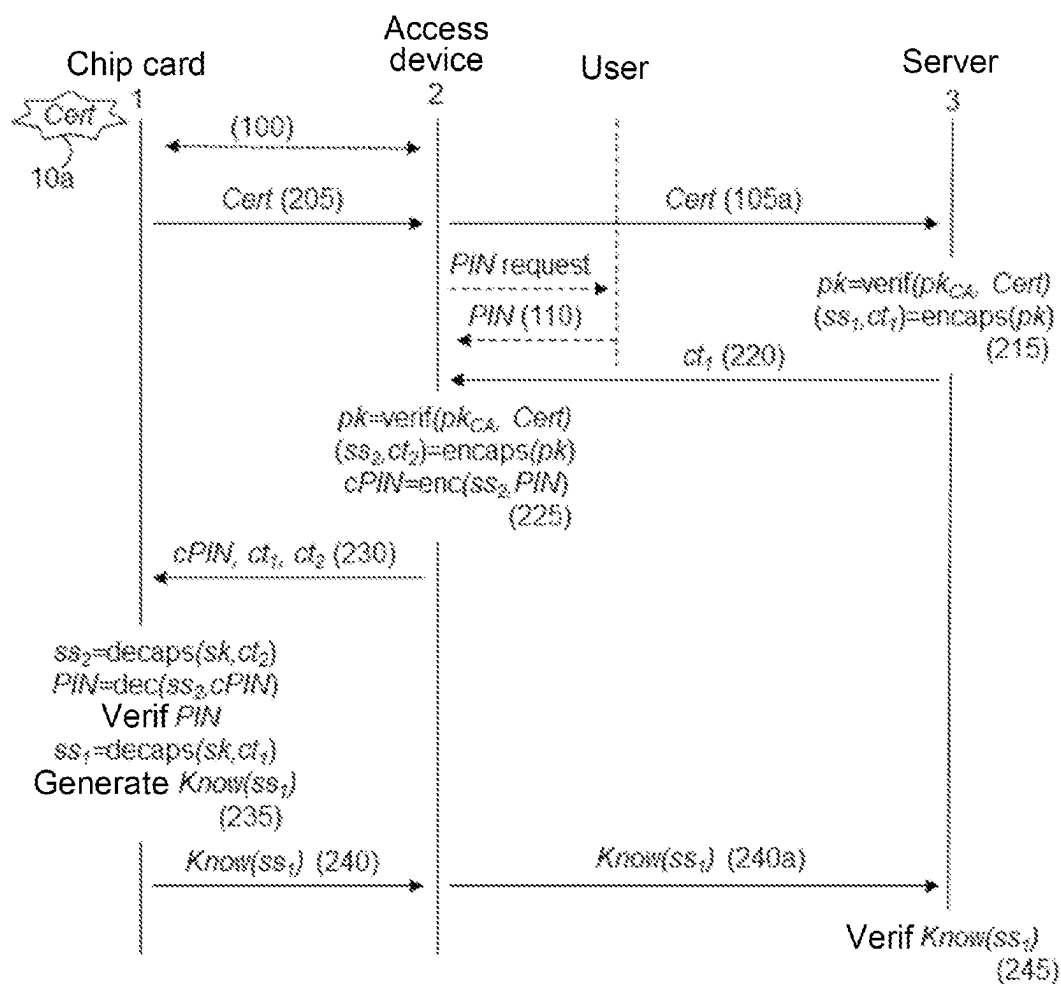 Chip card
Access
device
User
Server
Cert
1
2
3
10a
(100)
Cert (205)
Cert (105a)
PIN request
PIN (110)
pk=verif(pk_CA, Cert)
(ss₁,ct₁)=encaps(pk)
(215)
ct₁ (220)
pk=verif(pk_CA, Cert)
(ss₂,ct₂)=encaps(pk)
cPIN=enc(ss₂,PIN)
(225)
cPIN, ct₁, ct₂ (230)
ss₂=decaps(sk,ct₂)
PIN=dec(ss₂,cPIN)
Verif PIN
ss₁=decaps(sk,ct₁)
Generate Know(ss₁)
(235)
Know(ss₁) (240)
Know(ss₁) (240a)
Verif Know(ss₁)
(245)